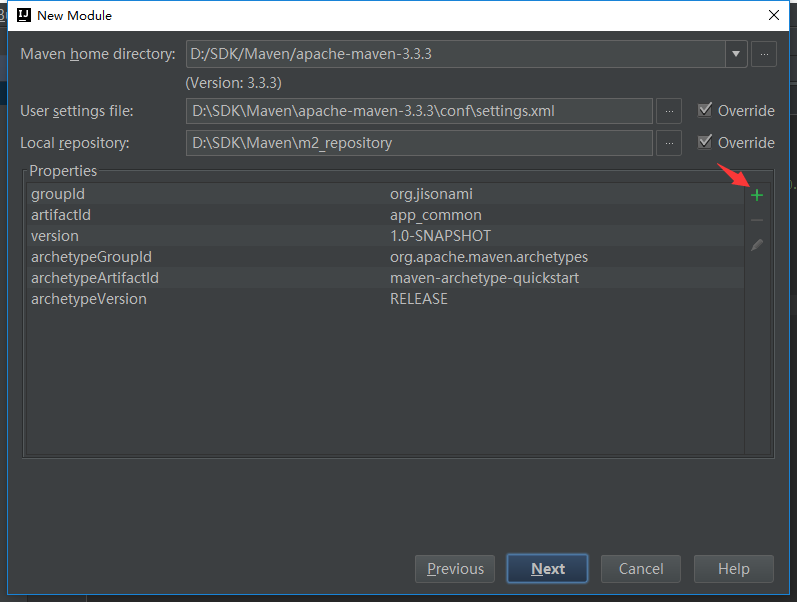 New Module
Maven home directory: D:/SDK/Maven/apache-maven-3.3.3
(Version: 3.3.3)
User settings file: D:\SDK\Maven\apache-maven-3.3.3\conf\settings.xml ... Override
Local repository: D:\SDK\Maven\m2_repository ... Override
Properties
groupId org.jisonami
artifactId app_common
version 1.0-SNAPSHOT
archetypeGroupId org.apache.maven.archetypes
archetypeArtifactId maven-archetype-quickstart
archetypeVersion RELEASE
Previous Next Cancel Help